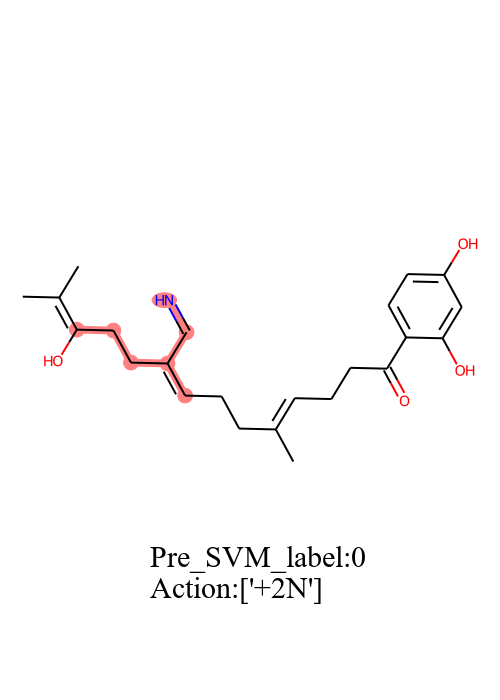 OH
HN
HO
OH
O
Pre_SVM_label:0
Action:['+2N']